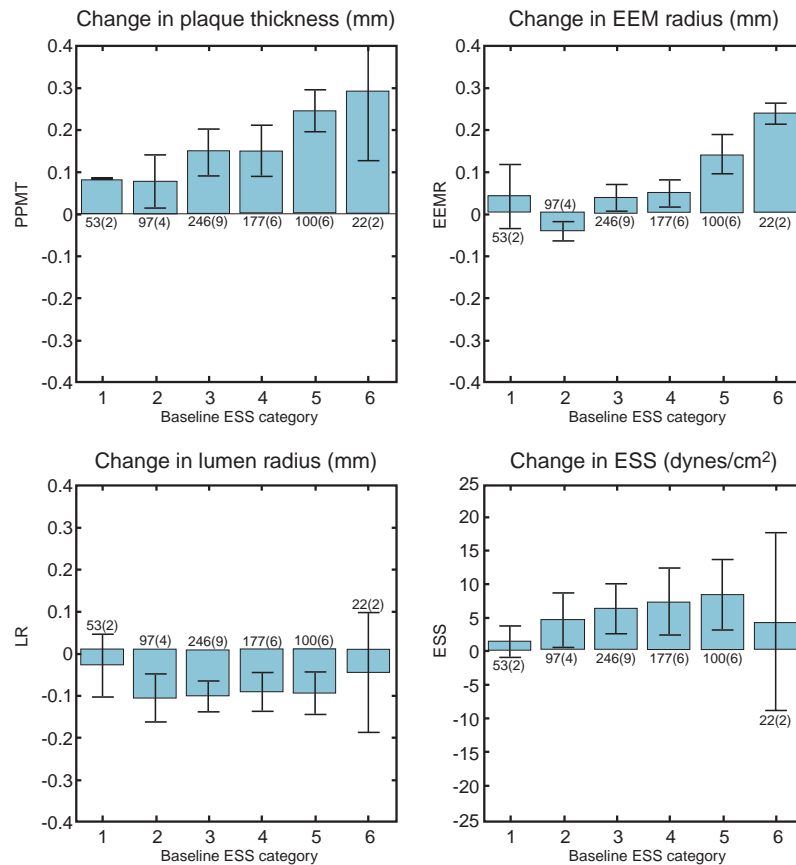 Change in plaque thickness (mm)
0.4
0.3
0.2
0.1
0
-0.1
-0.2
-0.3
-0.4
PPMT
53(2) 97(4) 246(9) 177(6) 100(6) 22(2)
1 2 3 4 5 6
Baseline ESS category
Change in EEM radius (mm)
0.4
0.3
0.2
0.1
0
-0.1
-0.2
-0.3
-0.4
EEMR
53(2) 97(4) 246(9) 177(6) 100(6) 22(2)
1 2 3 4 5 6
Baseline ESS category
Change in lumen radius (mm)
0.4
0.3
0.2
0.1
0
-0.1
-0.2
-0.3
-0.4
LR
53(2) 97(4) 246(9) 177(6) 100(6) 22(2)
1 2 3 4 5 6
Baseline ESS category
Change in ESS (dynes/cm²)
25
20
15
10
5
0
-5
-10
-15
-20
-25
ESS
53(2) 97(4) 246(9) 177(6) 100(6) 22(2)
1 2 3 4 5 6
Baseline ESS category